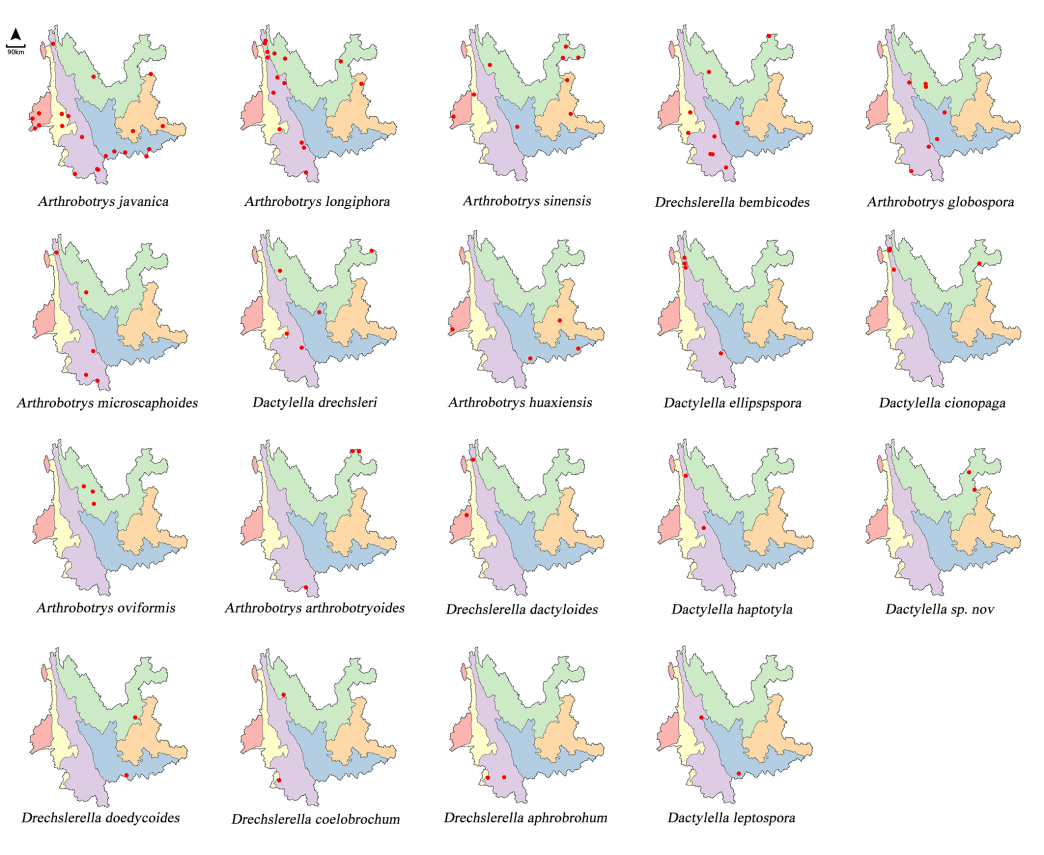 90km
Arthrobotrys javanica
Arthrobotrys longiphora
Arthrobotrys sinensis
Drechslerella bembicodes
Arthrobotrys globospora
Arthrobotrys microscaphoides
Dactylella drechsleri
Arthrobotrys huaxiensis
Dactylella ellipspspora
Dactylella cionopaga
Arthrobotrys oviformis
Arthrobotrys arthrobotryoides
Drechslerella dactyloides
Dactylella haptotyla
Dactylella sp. nov
Drechslerella doedycoides
Drechslerella coelobrochum
Drechslerella aphrobrohum
Dactylella leptospora